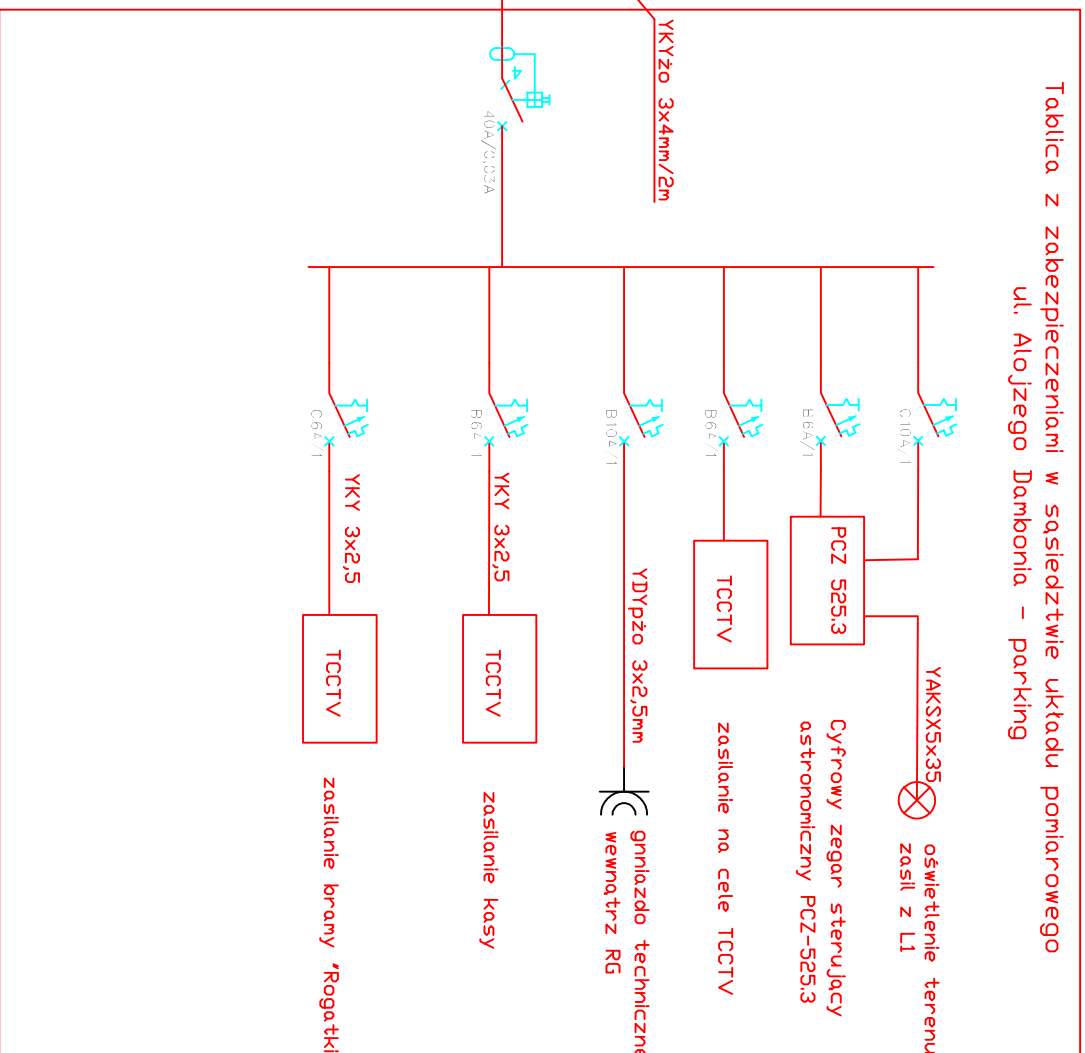 Tablica z zabezpieczeniami w sąsiedztwie układu pomiarowego
ul. Alojzego Dambonia - parking
YKYżo 3x4mm/2m
4
40A/0,03A
C10A/1
YAKSX5x35
oświetlenie terenu
zasil z L1
B6A/1
PCZ 525.3
Cyfrowy zegar sterujący
astronomiczny PCZ-525.3
B6A/1
TCCTV
zasilanie na cele TCCTV
B10A/1
YDYpżo 3x2,5mm
gnniazdo techniczne
wewnątrz RG
B6A/1
YKY 3x2,5
TCCTV
zasilanie kasy
C6A/1
YKY 3x2,5
TCCTV
zasilanie bramy "Rogatki